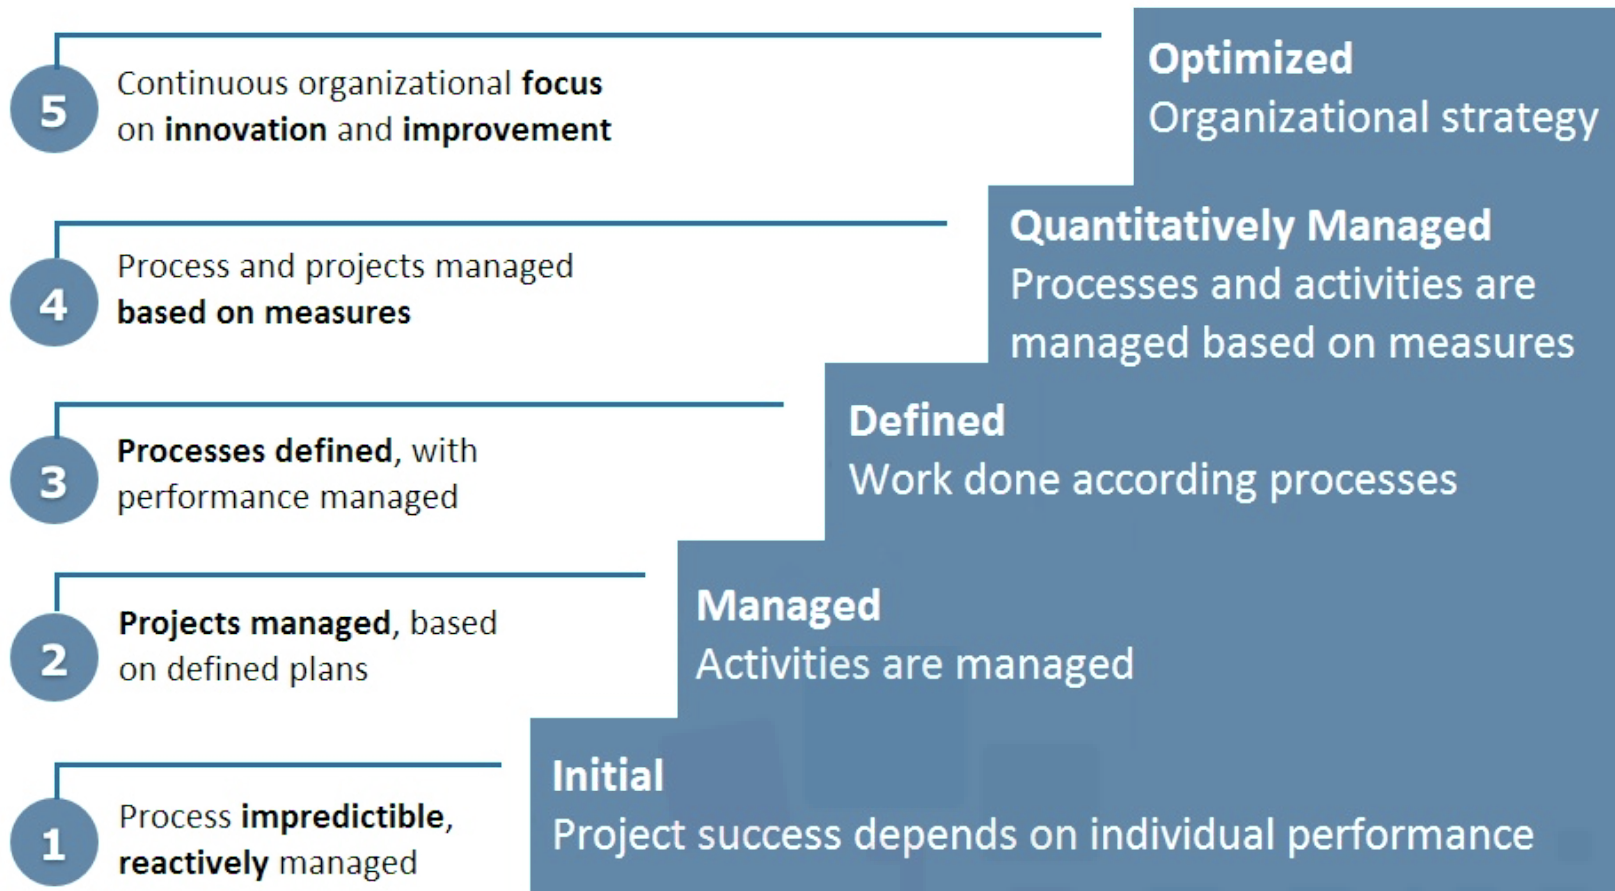 5
Continuous organizational focus
on innovation and improvement
Optimized
Organizational strategy
4
Process and projects managed
based on measures
Quantitatively Managed
Processes and activities are
managed based on measures
3
Processes defined, with
performance managed
Defined
Work done according processes
2
Projects managed, based
on defined plans
Managed
Activities are managed
1
Process impredictible,
reactively managed
Initial
Project success depends on individual performance